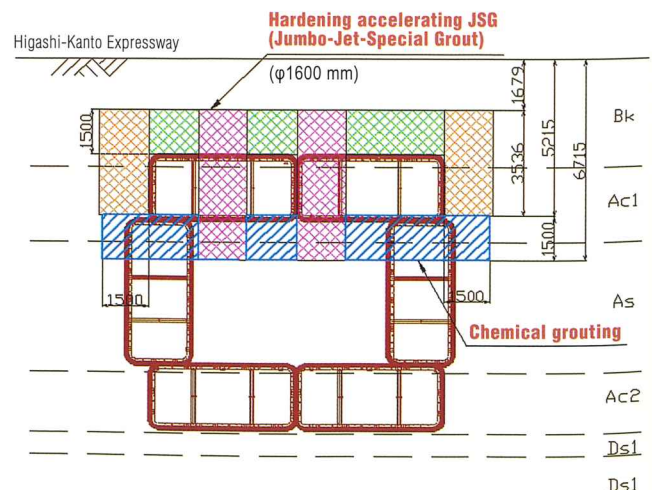 Hardening accelerating JSG
(Jumbo-Jet-Special Grout)
Higashi-Kanto Expressway
(φ1600 mm)
1679
1500
3536
5215
6715
Bk
Ac1
1500
1500
1500
As
Chemical grouting
Ac2
Ds1
Ds1